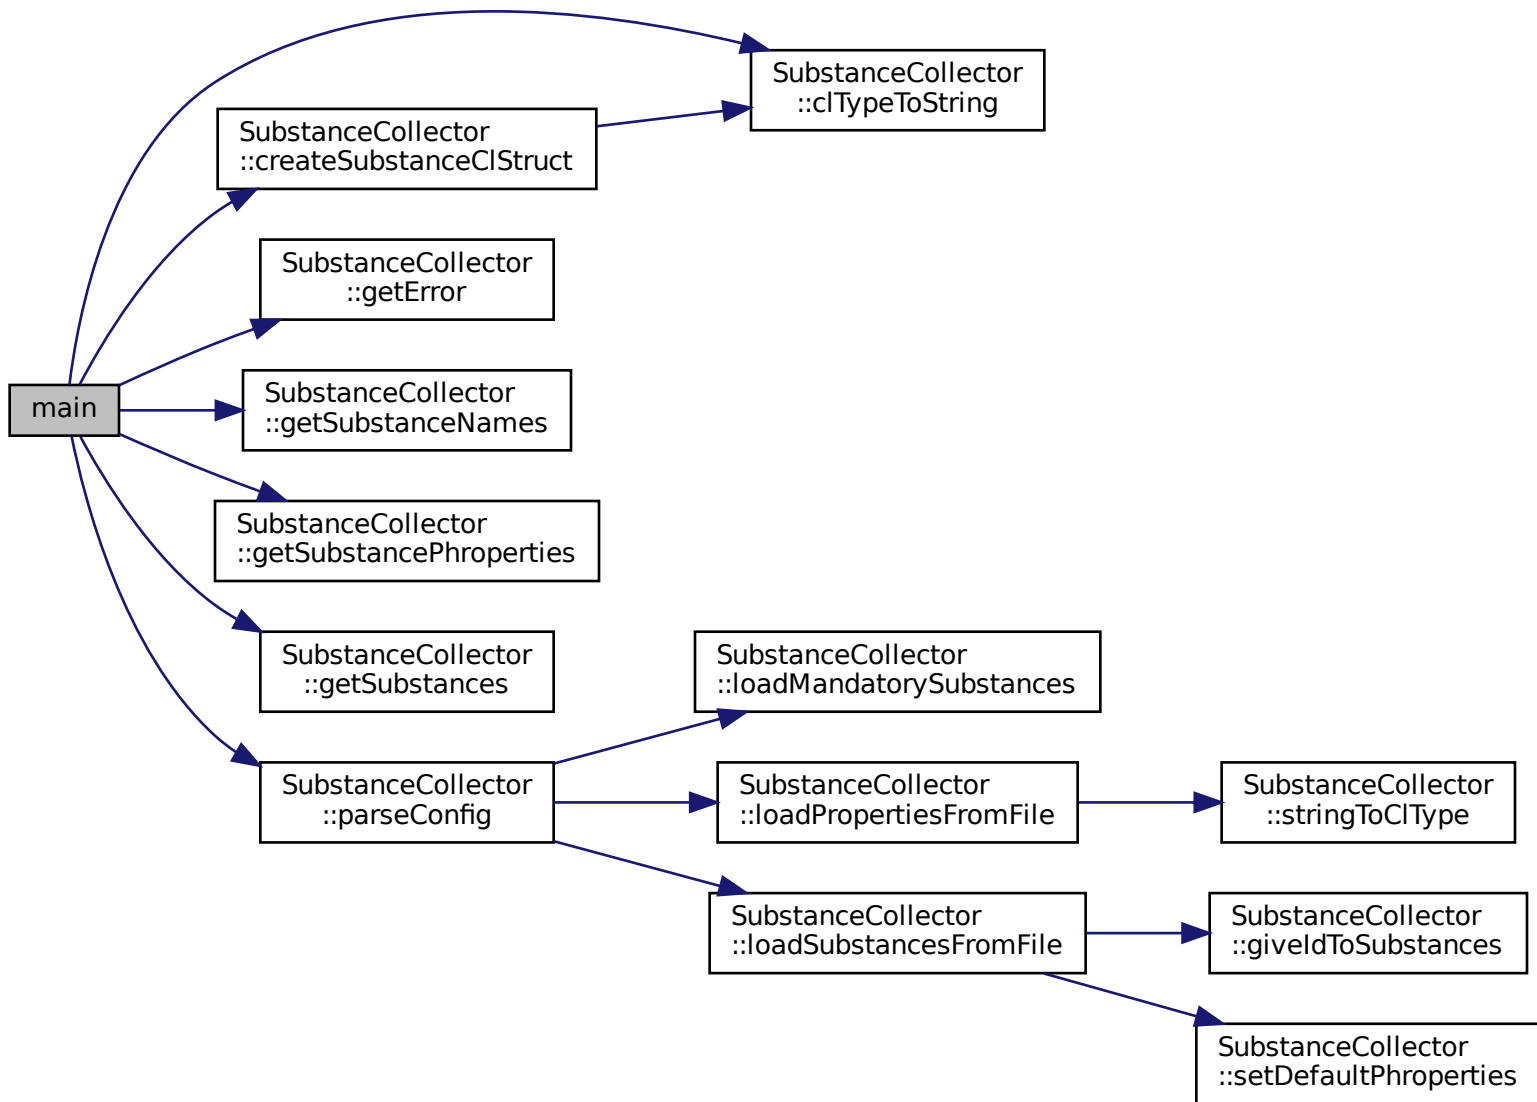 SubstanceCollector
::clTypeToString
SubstanceCollector
::createSubstanceClStruct
SubstanceCollector
::getError
main
SubstanceCollector
::getSubstanceNames
SubstanceCollector
::getSubstancePhroperties
SubstanceCollector
::getSubstances
SubstanceCollector
::loadMandatorySubstances
SubstanceCollector
::parseConfig
SubstanceCollector
::loadPropertiesFromFile
SubstanceCollector
::stringToClType
SubstanceCollector
::loadSubstancesFromFile
SubstanceCollector
::giveIdToSubstances
SubstanceCollector
::setDefaultPhroperties